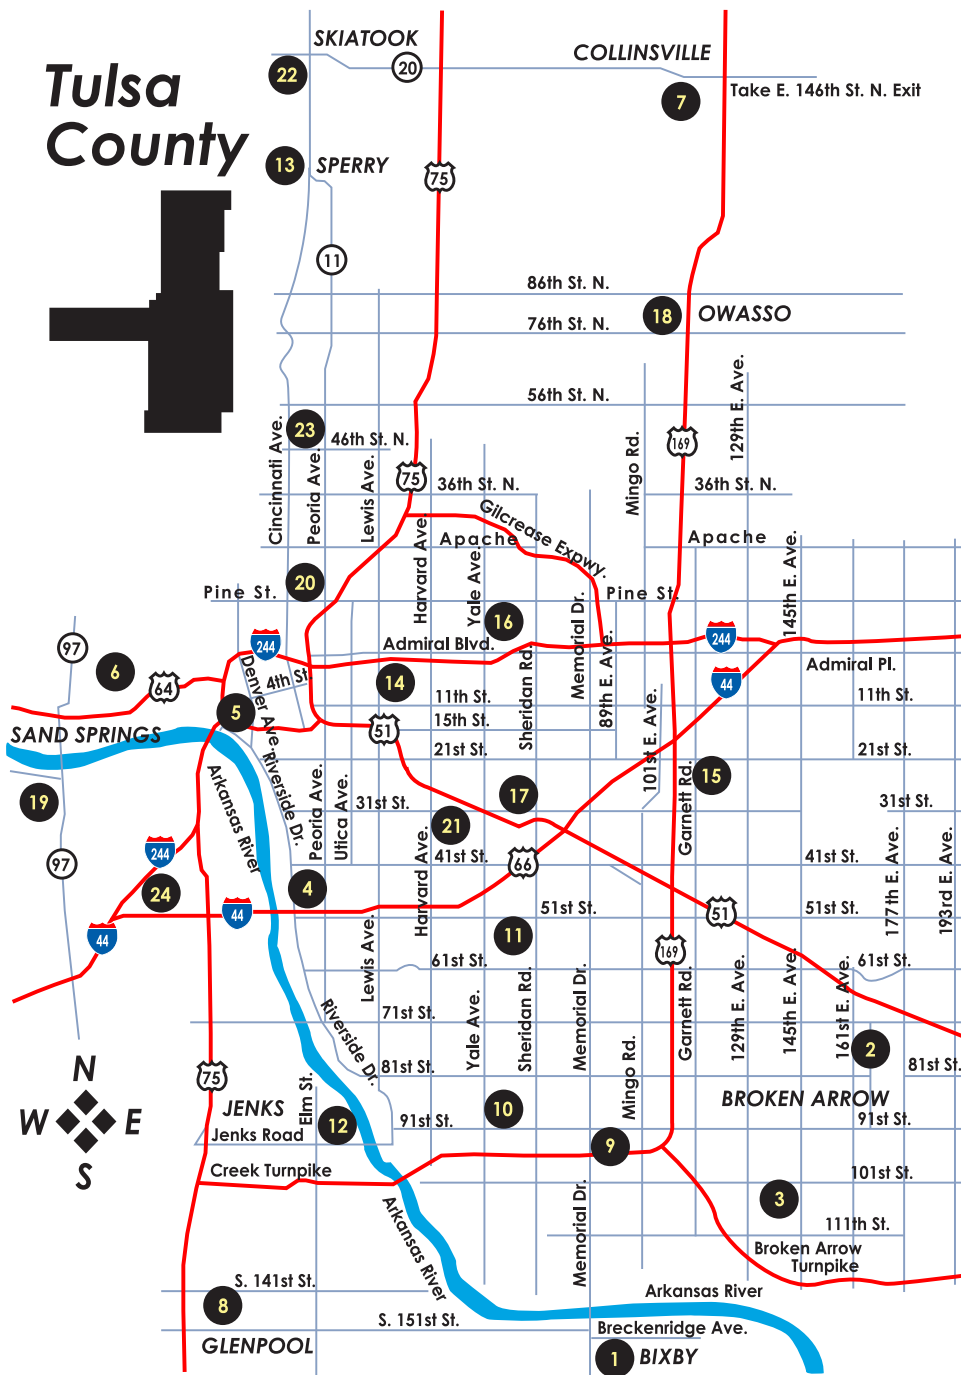 SKIATOOK
COLLINSVILLE
20
22
Tulsa
County
7
Take E. 146th St. N. Exit
13
SPERRY
75
11
86th St. N.
18
OWASSO
76th St. N.
129th E. Ave.
56th St. N.
Cincinnati Ave.
23
46th St. N.
Peoria Ave.
Lewis Ave.
Mingo Rd.
169
75
36th St. N.
36th St. N.
Gilcrease Expwy.
Harvard Ave.
Apache
Apache
Yale Ave.
145th E. Ave.
20
Pine St.
Pine St.
Memorial Dr.
16
97
244
Admiral Blvd.
244
Sheridan Rd.
89th E. Ave.
Admiral Pl.
6
64
Denver Ave.
4th St.
14
44
11th St.
11th St.
5
15th St.
51
101st E. Ave.
SAND SPRINGS
21st St.
21st St.
Arkansas River
Riverside Dr.
Garnett Rd.
15
19
17
Peoria Ave.
Utica Ave.
31st St.
31st St.
21
Harvard Ave.
244
97
41st St.
66
41st St.
177th E. Ave.
193rd E. Ave.
24
4
44
51st St.
51
51st St.
44
11
Lewis Ave.
169
61st St.
61st St.
Riverside Dr.
71st St.
Yale Ave.
Sheridan Rd.
Memorial Dr.
Mingo Rd.
Garnett Rd.
129th E. Ave.
145th E. Ave.
161st E. Ave.
2
75
81st St.
81st St.
N
W
E
S
JENKS
Elm St.
12
Jenks Road
10
BROKEN ARROW
91st St.
91st St.
9
Creek Turnpike
101st St.
3
Arkansas River
Memorial Dr.
111th St.
Broken Arrow
Turnpike
S. 141st St.
Arkansas River
8
S. 151st St.
Breckenridge Ave.
GLENPOOL
1
BIXBY